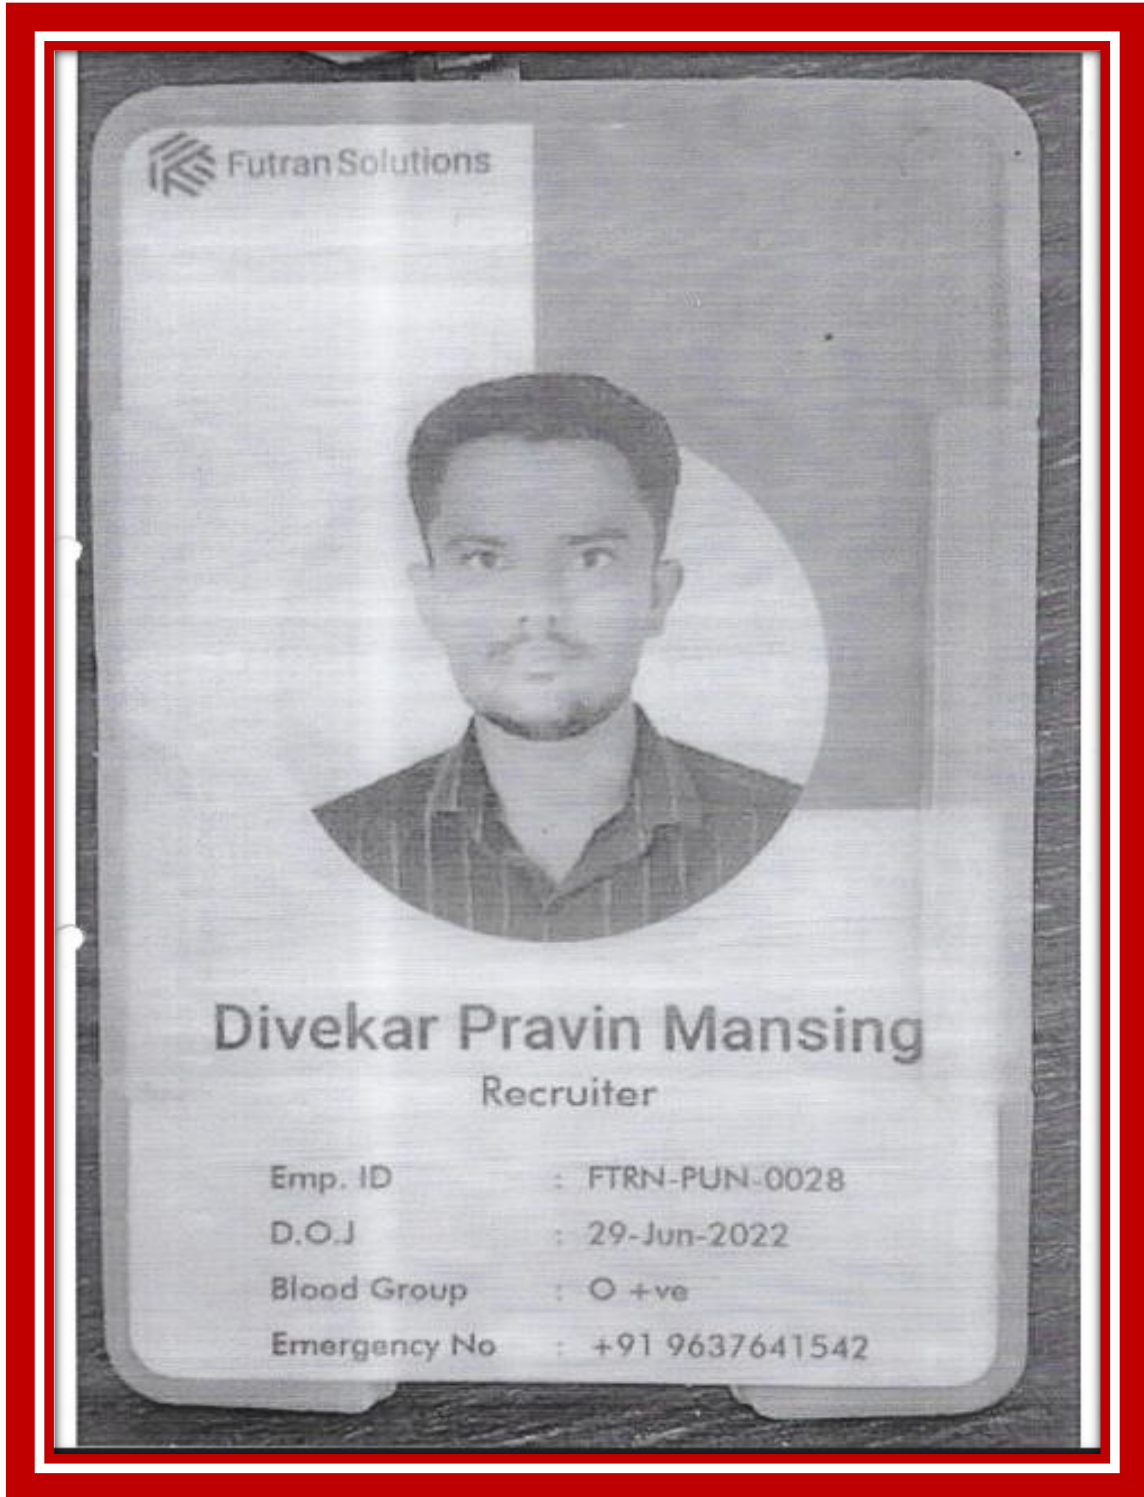 Futran Solutions
Divekar Pravin Mansing
Recruiter
Emp. ID : FTRN-PUN-0028
D.O.J : 29-Jun-2022
Blood Group : O +ve
Emergency No : +91 9637641542